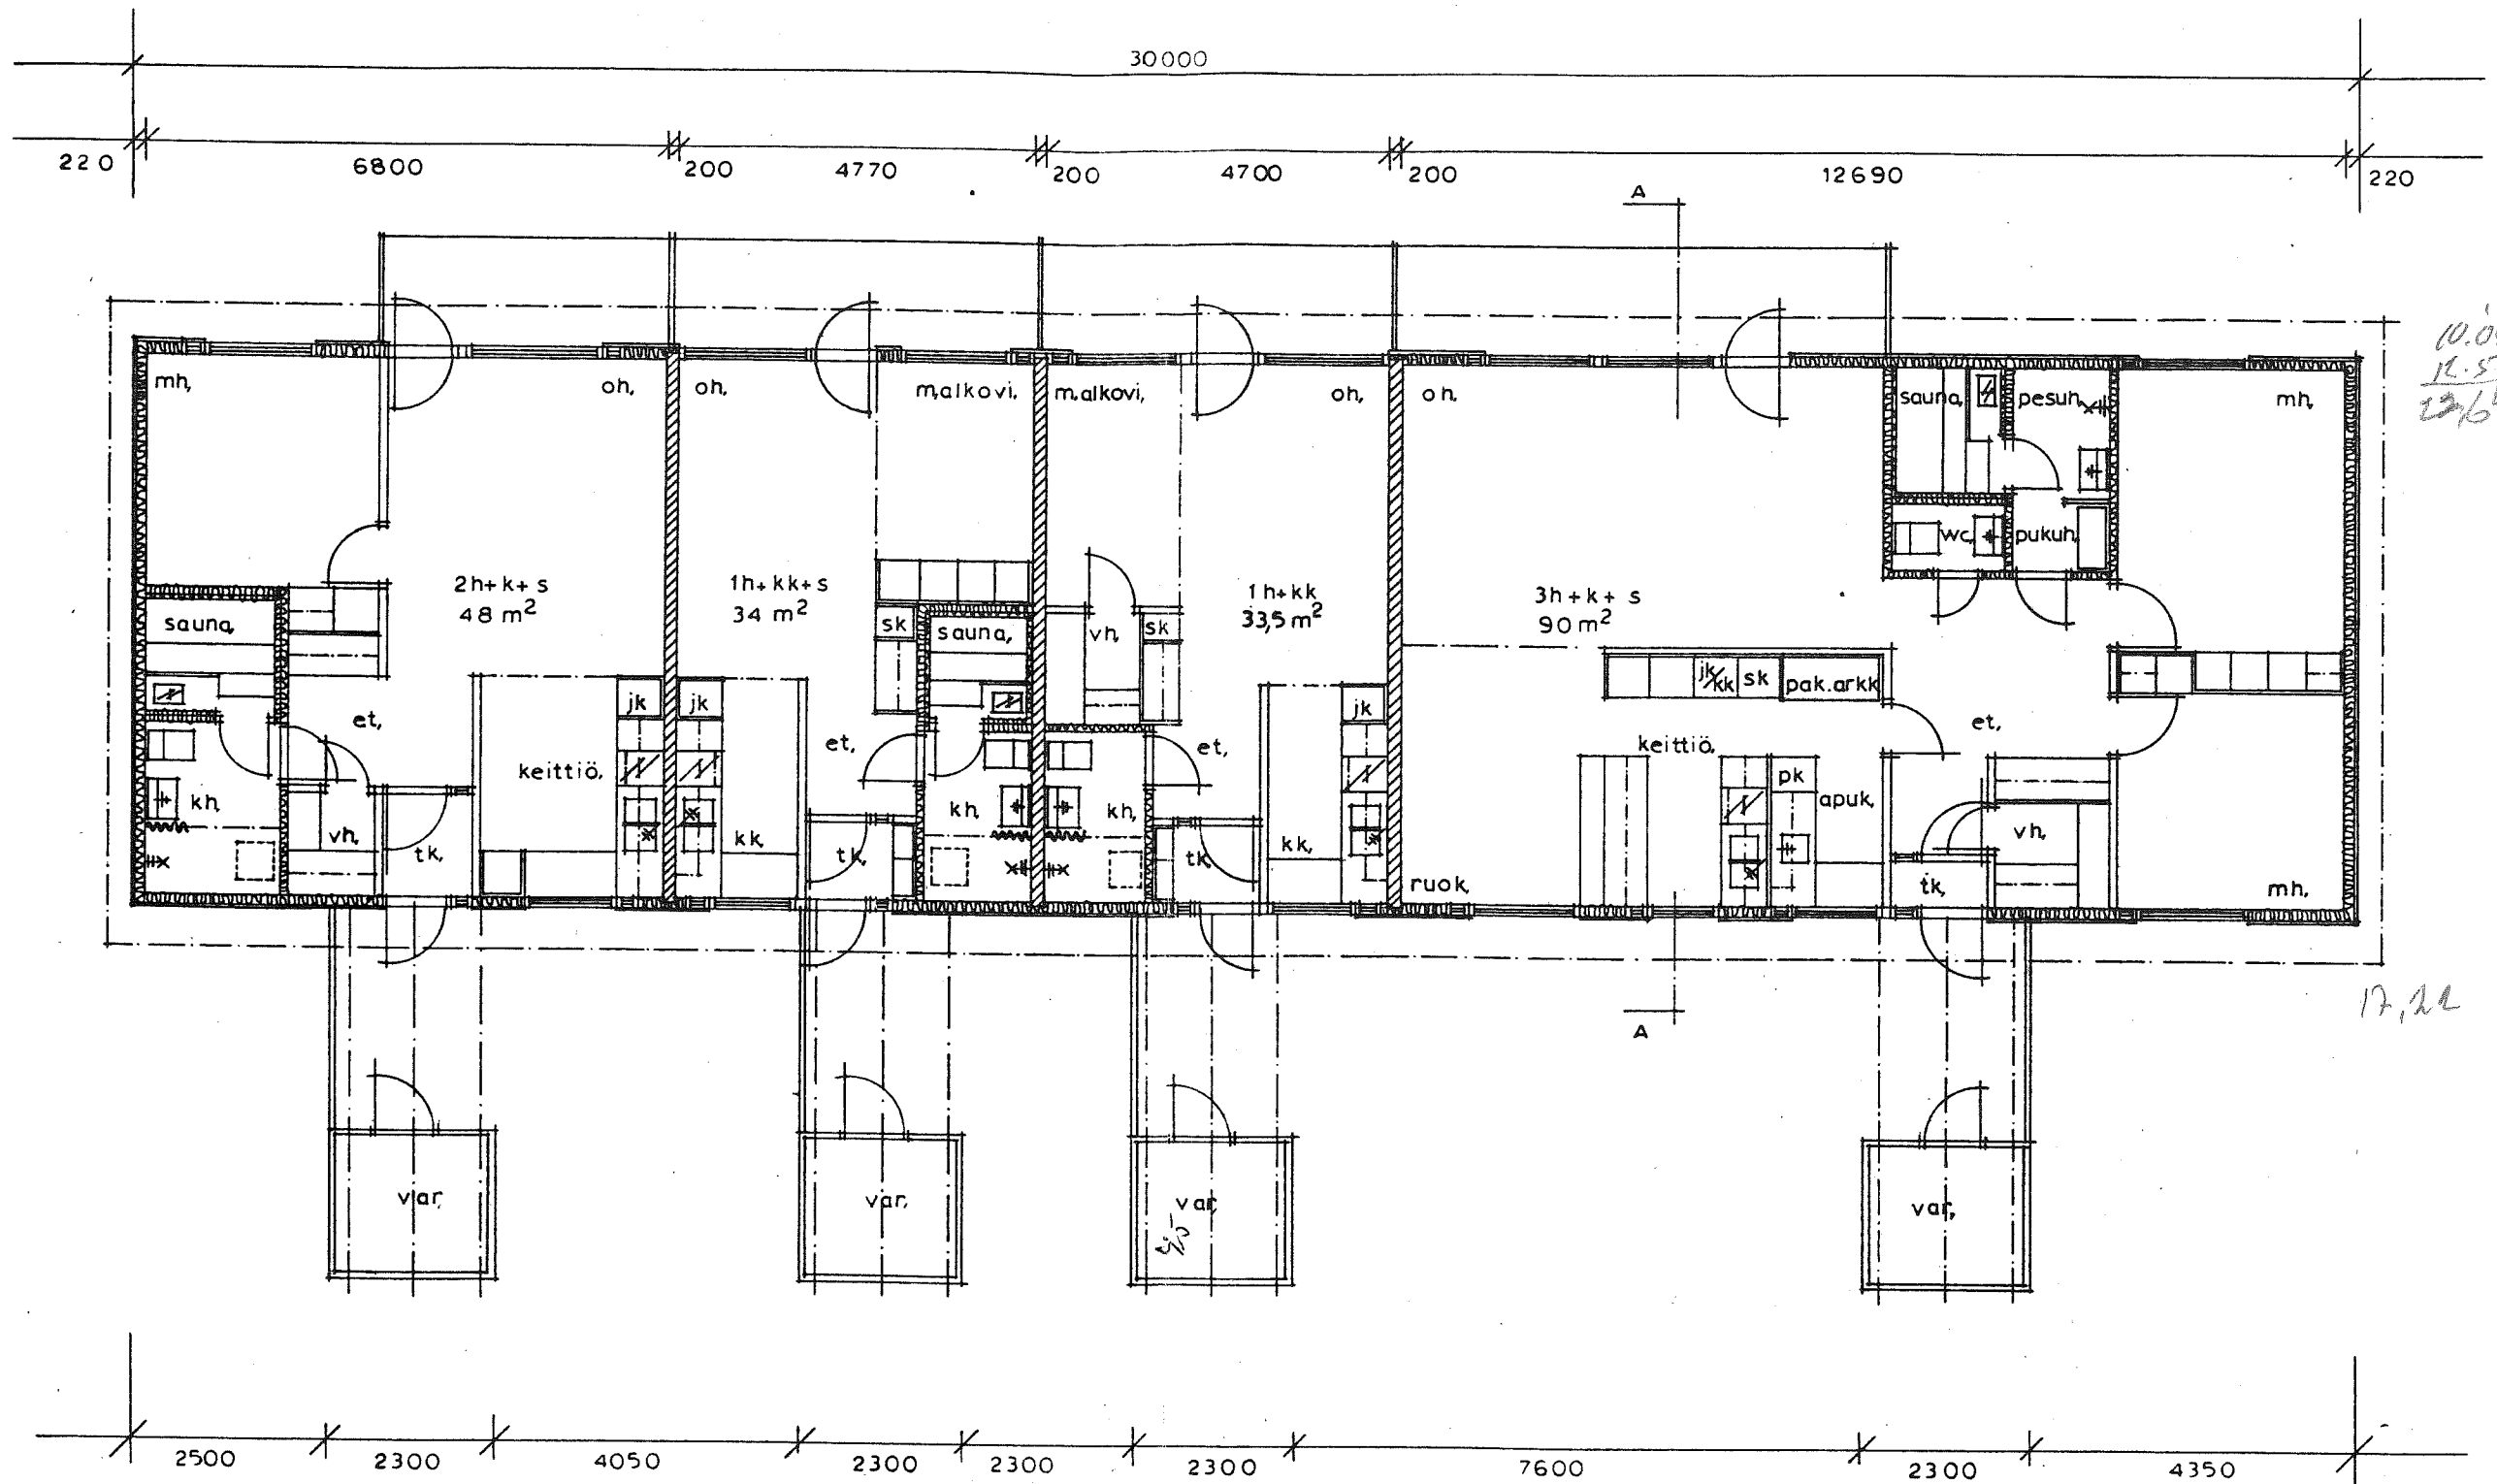 30000
220 6800 200 4770 200 4700 200 12690 220
A
mh, oh, oh, m.alkovi, m.alkovi, oh, oh, sauna, pesuh, mh,
wc, pukuh,
2h+k+s
48 m²
1h+kk+s
34 m²
1h+kk
33,5 m²
3h+k+s
90 m²
sauna, sk sauna, vh, sk
jk jk jk jk/kk sk pak.arkk
et, et, et, et,
keittiö, keittiö,
pk apuk,
kh, kh, kh,
vh, tk, kk, tk, tk, kk, vh,
ruok, tk, mh,
17,22
A
var, var, var, var,
2500 2300 4050 2300 2300 2300 7600 2300 4350